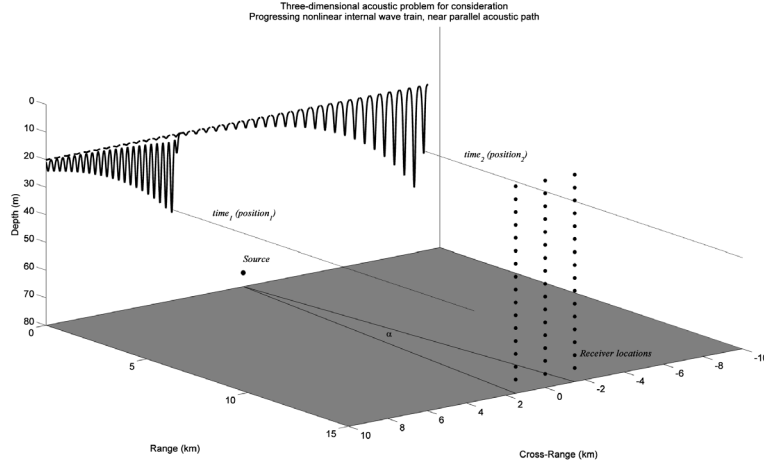 Three-dimensional acoustic problem for consideration
Progressing nonlinear internal wave train, near parallel acoustic path
0
10
20
30
40
50
60
70
80
Depth (m)
time2 (position2)
time1 (position1)
Source
α
Receiver locations
0
5
10
15
Range (km)
10
8
6
4
2
0
-2
-4
-6
-8
-10
Cross-Range (km)